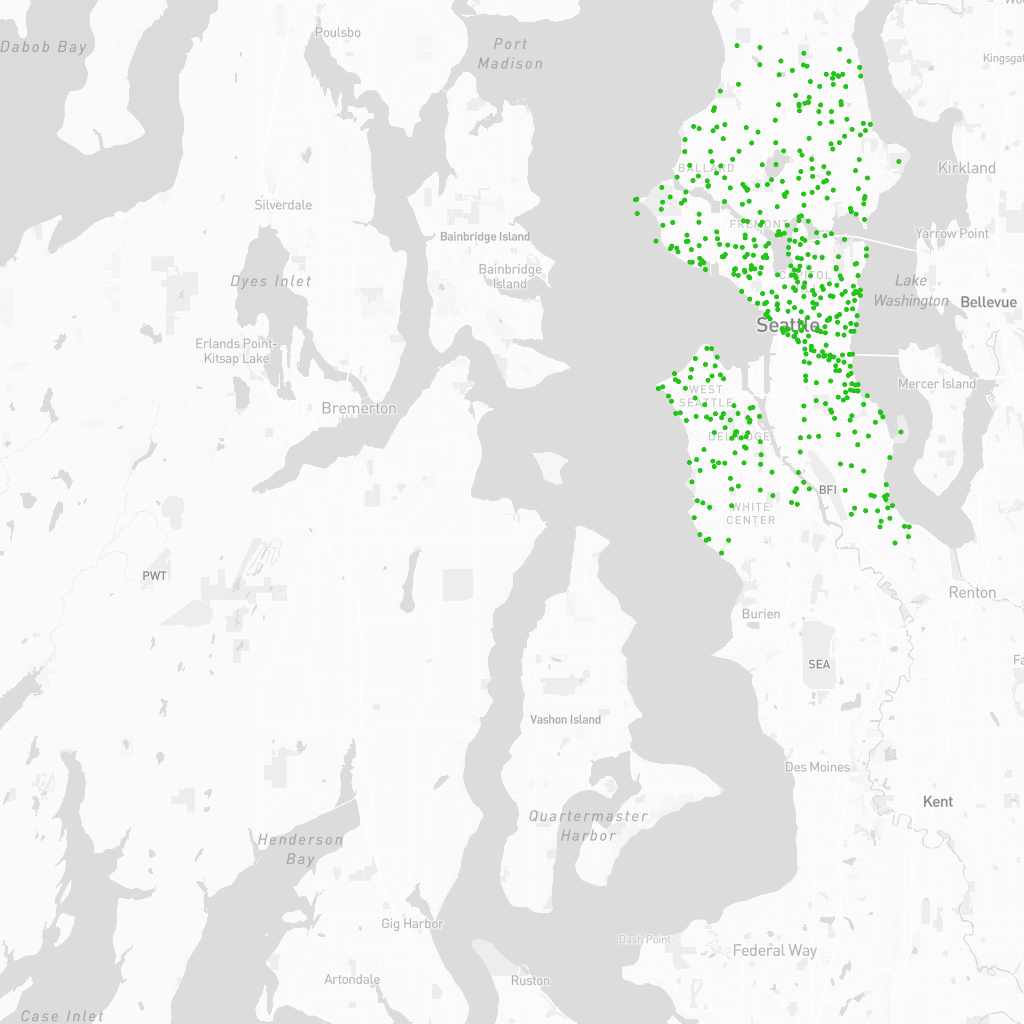 Poulsbo
Dabob Bay
Port
Madison
Kingsgat
Kirkland
BALLARD
Silverdale
Bainbridge Island
FREMONT
Yarrow Point
Bainbridge
Island
CAPITOL
Dyes Inlet
Lake
Washington
Bellevue
Seattle
Erlands Point-
Kitsap Lake
Mercer Island
WEST
SEATTLE
Bremerton
DELRIDGE
BFI
WHITE
CENTER
PWT
Renton
Burien
SEA
Fa
Vashon Island
Des Moines
Kent
Quartermaster
Harbor
Henderson
Bay
Gig Harbor
Dash Point
Federal Way
Artondale
Ruston
Case Inlet